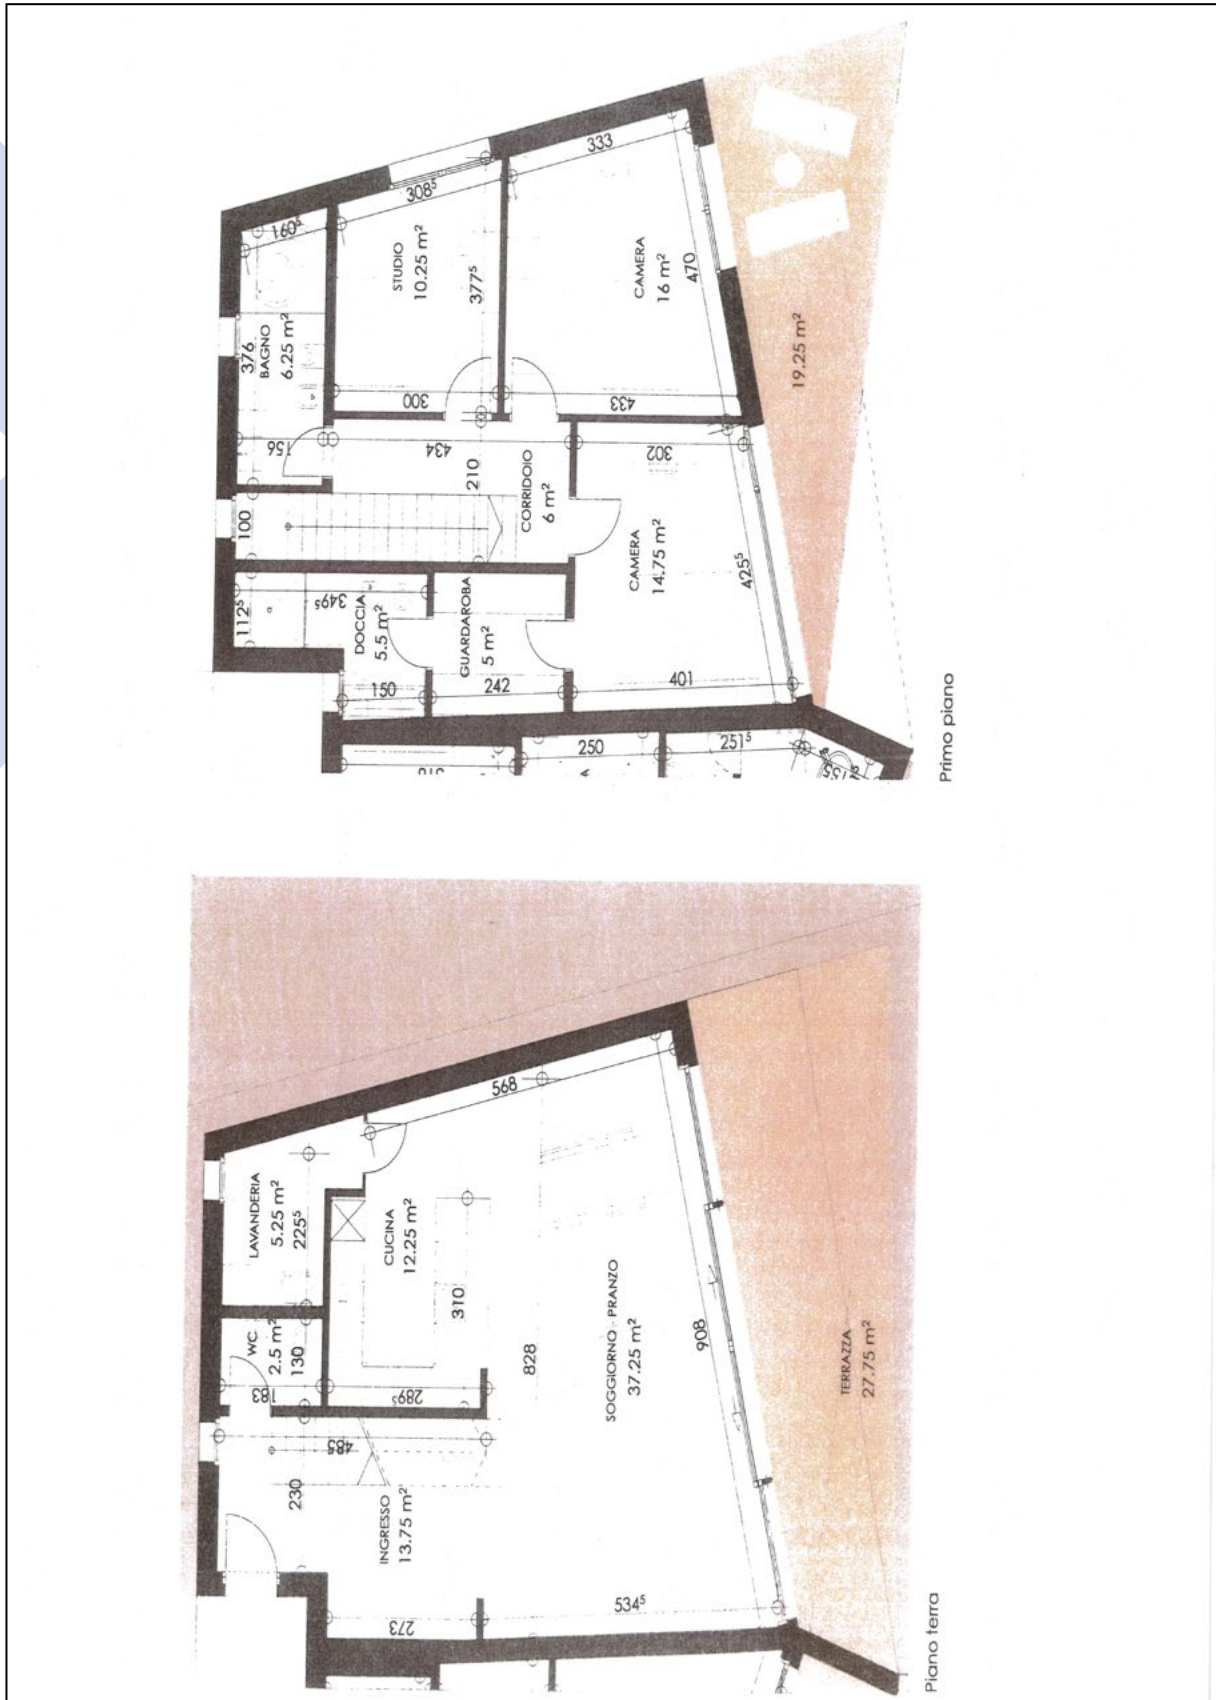 Piano terra
INGRESSO
13.75 m²
230
485
273
534⁵
WC
2.5 m²
130
183
LAVANDERIA
5.25 m²
225⁵
CUCINA
12.25 m²
310
289⁵
568
828
SOGGIORNO - PRANZO
37.25 m²
908
TERRAZZA
27.75 m²
Primo piano
112⁵
349⁵
DOCCIA
5.5 m²
150
GUARDAROBA
5 m²
242
100
156
376
BAGNO
6.25 m²
160⁵
434
210
CORRIDOIO
6 m²
STUDIO
10.25 m²
300
308⁵
377⁵
CAMERA
14.75 m²
302
401
425⁵
CAMERA
16 m²
433
333
470
19.25 m²
250
251⁵